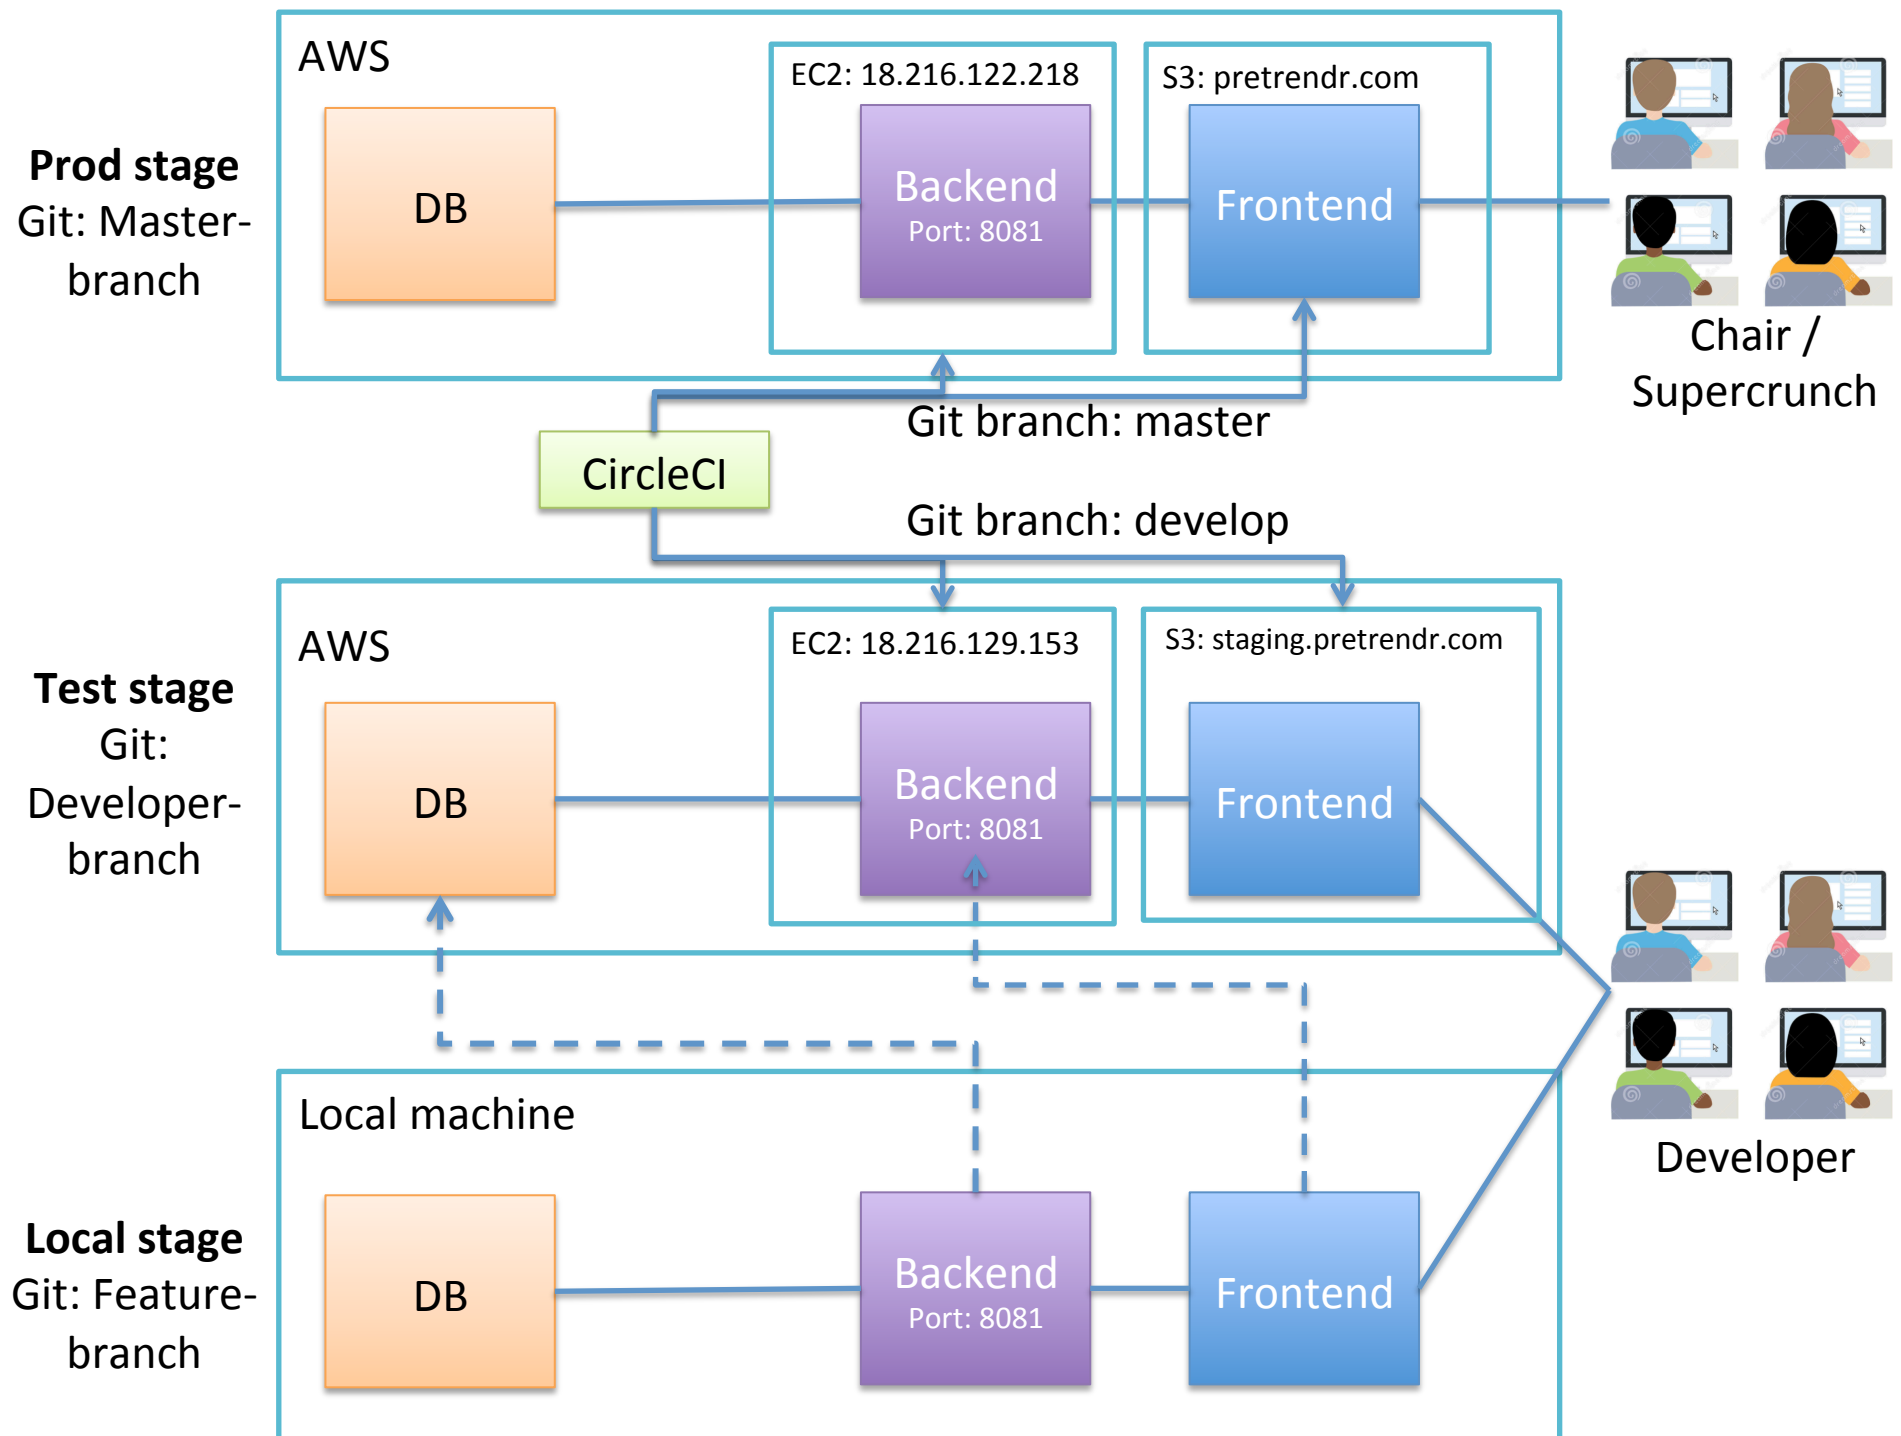 AWS
EC2: 18.216.122.218
S3: pretrendr.com
Prod stage
Git: Master-
branch
DB
Backend
Port: 8081
Frontend
Chair /
Supercrunch
Git branch: master
CircleCI
Git branch: develop
AWS
EC2: 18.216.129.153
S3: staging.pretrendr.com
Test stage
Git:
Developer-
branch
DB
Backend
Port: 8081
Frontend
Developer
Local machine
Local stage
Git: Feature-
branch
DB
Backend
Port: 8081
Frontend